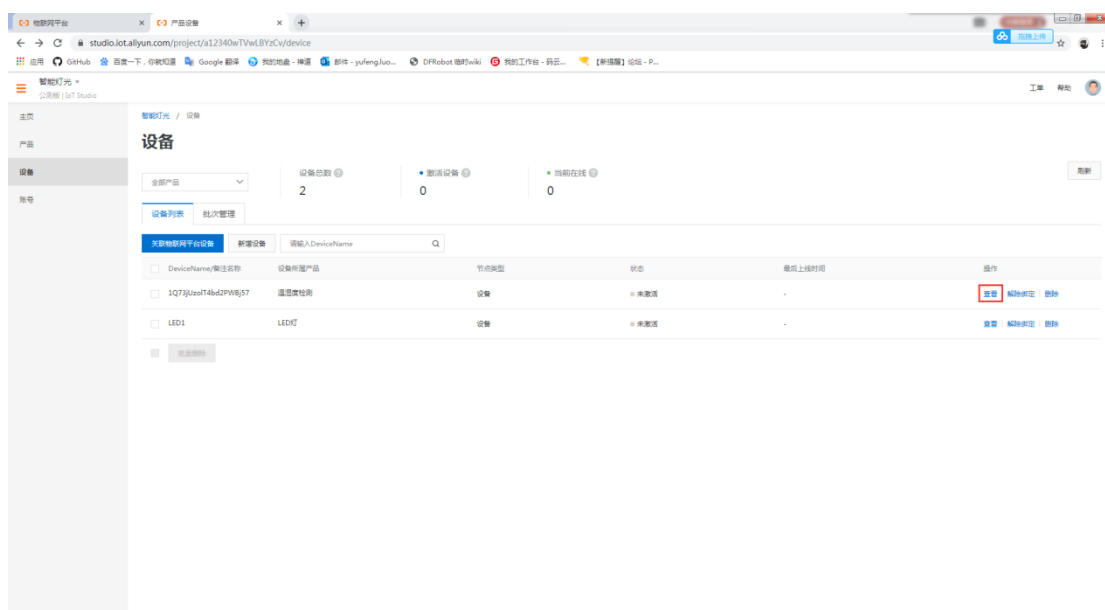 物联网平台
产品设备
studio.iot.aliyun.com/project/a12340wTVwLBYzCv/device
拖拽上传
应用
GitHub
百度一下，你就知道
Google 翻译
我的地盘 - 禅道
邮件 - yufeng.luo...
DFRobot 临时wiki
我的工作台 - 码云...
【新提醒】论坛 - P...
智能灯光
公测版 | IoT Studio
工单 帮助
主页
产品
设备
账号
智能灯光 / 设备
设备
全部产品
设备总数
2
激活设备
0
当前在线
0
刷新
设备列表 批次管理
关联物联网平台设备 新增设备 请输入DeviceName
DeviceName/备注名称 设备所属产品 节点类型 状态 最后上线时间 操作
1Q73jUzolT4bd2PWBj57 温湿度检测 设备 未激活 - 查看 解除绑定 删除
LED1 LED灯 设备 未激活 - 查看 解除绑定 删除
批量删除